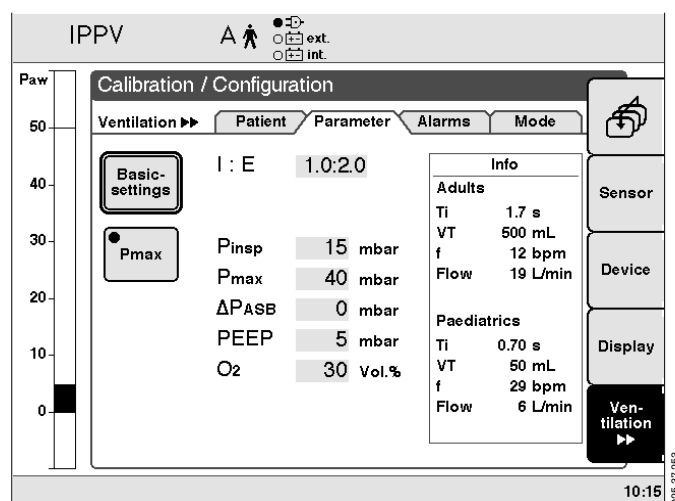 IPPV
A
ext.
int.
Paw
50
40
30
20
10
0
Calibration / Configuration
Ventilation ▶▶
Patient
Parameter
Alarms
Mode
Basic-
settings
Pmax
I : E 1.0:2.0
Pinsp 15 mbar
Pmax 40 mbar
ΔPASB 0 mbar
PEEP 5 mbar
O2 30 Vol.%
Info
Adults
Ti 1.7 s
VT 500 mL
f 12 bpm
Flow 19 L/min
Paediatrics
Ti 0.70 s
VT 50 mL
f 29 bpm
Flow 6 L/min
Sensor
Device
Display
Ven-
tilation
▶▶
10:15